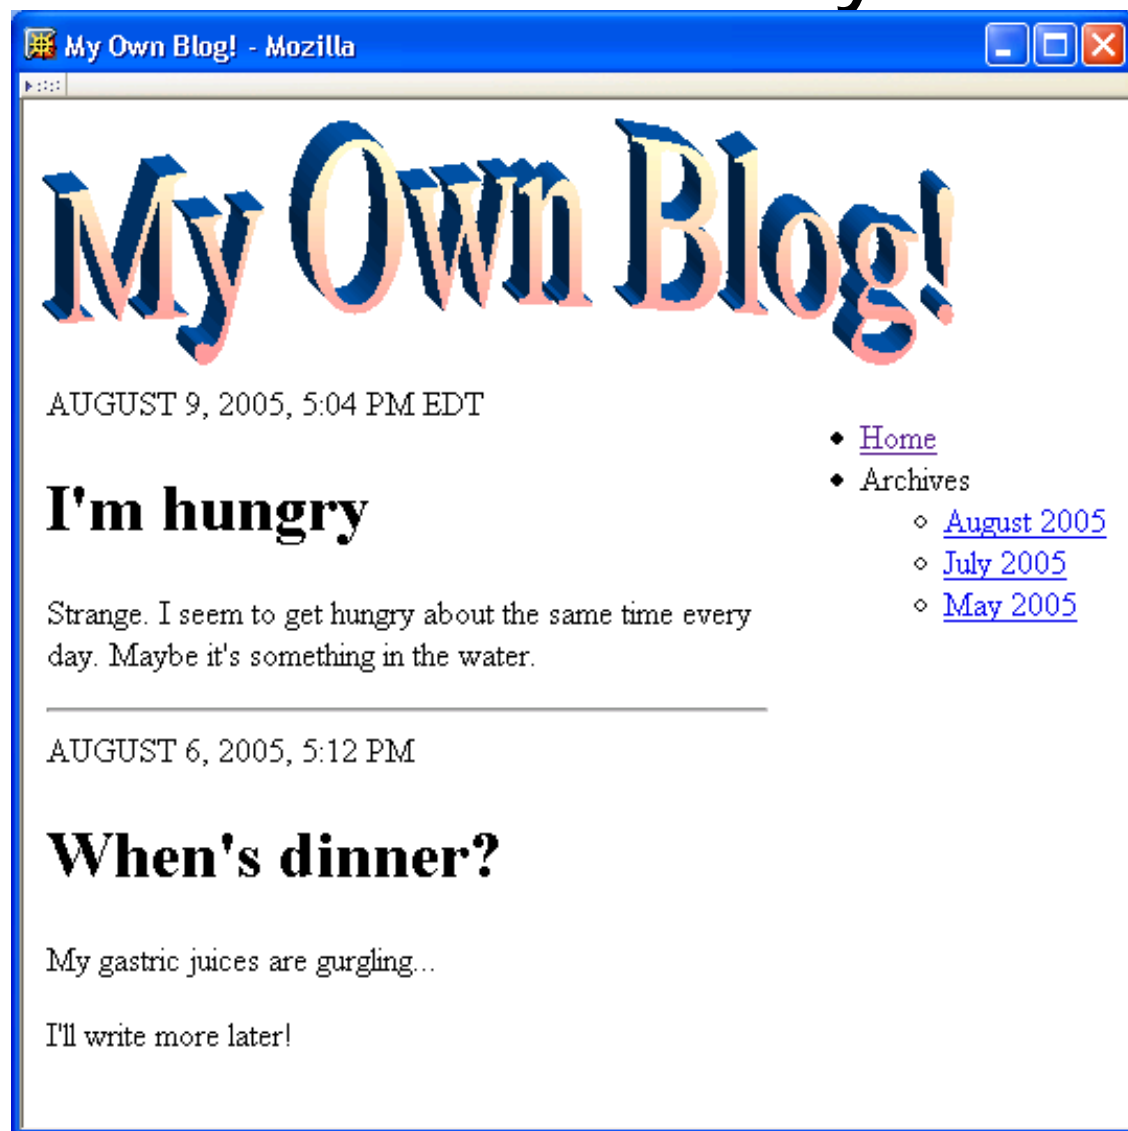 My Own Blog! - Mozilla
My Own Blog!
AUGUST 9, 2005, 5:04 PM EDT
I'm hungry
Strange. I seem to get hungry about the same time every
day. Maybe it's something in the water.
AUGUST 6, 2005, 5:12 PM
When's dinner?
My gastric juices are gurgling...
I'll write more later!
Home
Archives
August 2005
July 2005
May 2005